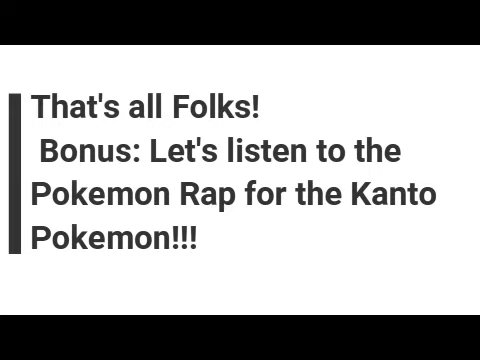 That's all Folks!
Bonus: Let's listen to the
Pokemon Rap for the Kanto
Pokemon!!!